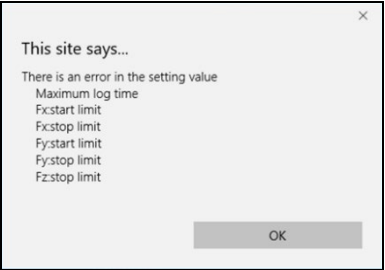 This site says...
There is an error in the setting value
Maximum log time
Fx:start limit
Fx:stop limit
Fy:start limit
Fy:stop limit
Fz:stop limit
OK